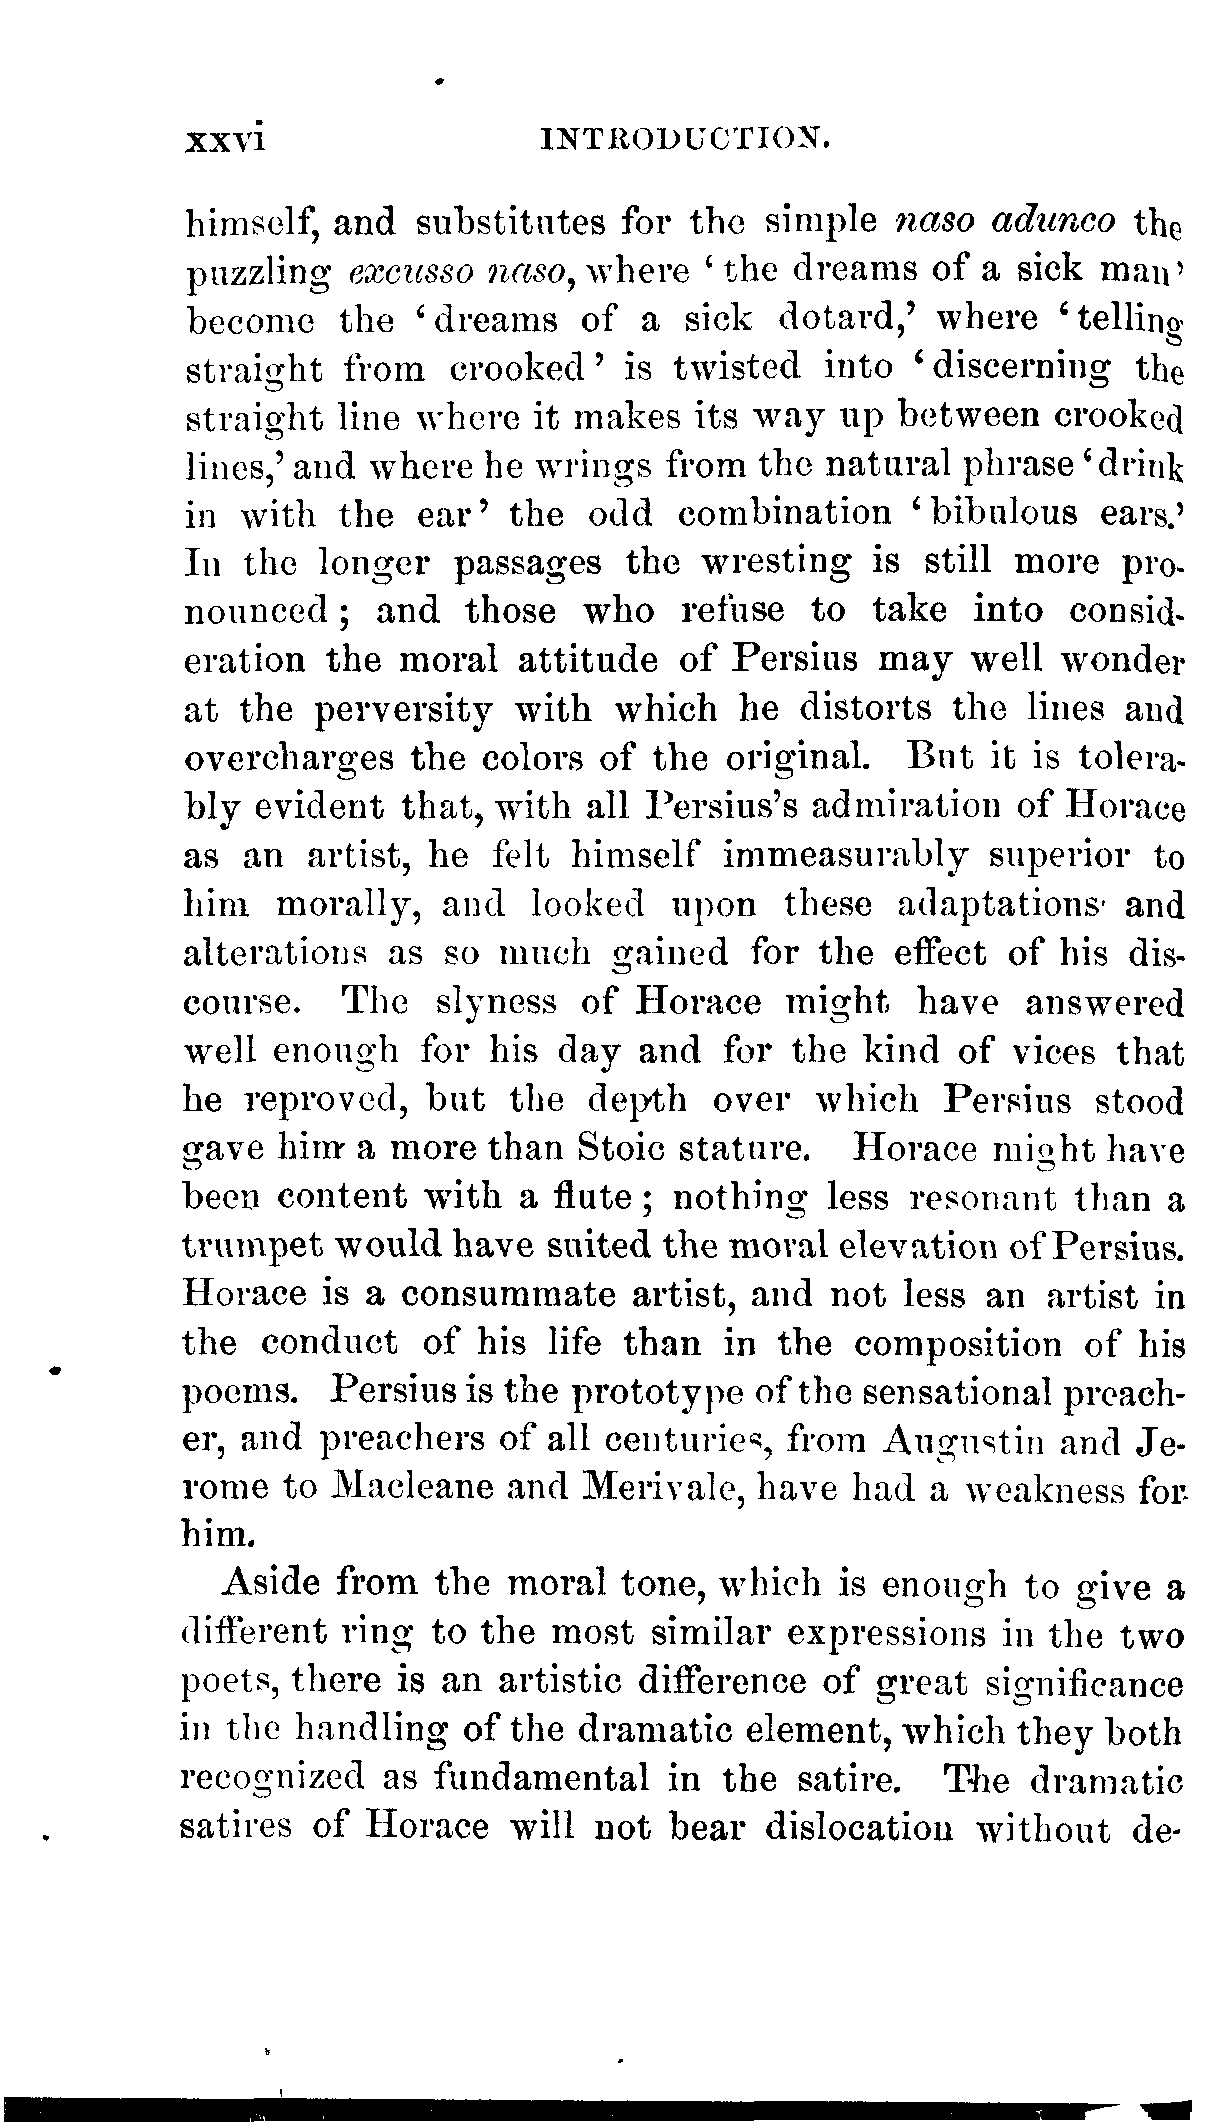 xxvi INTRODUCTION.
himself, and substitutes for the simple naso adunco the
puzzling excusso naso, where ‘the dreams of a sick man’
become the ‘dreams of a sick dotard,’ where ‘telling
straight from crooked’ is twisted into ‘discerning the
straight line where it makes its way up between crooked
lines,’ and where he wrings from the natural phrase ‘drink
in with the ear’ the odd combination ‘bibulous ears.’
In the longer passages the wresting is still more pro-
nounced; and those who refuse to take into consid-
eration the moral attitude of Persius may well wonder
at the perversity with which he distorts the lines and
overcharges the colors of the original. But it is tolera-
bly evident that, with all Persius's admiration of Horace
as an artist, he felt himself immeasurably superior to
him morally, and looked upon these adaptations and
alterations as so much gained for the effect of his dis-
course. The slyness of Horace might have answered
well enough for his day and for the kind of vices that
he reproved, but the depth over which Persius stood
gave him a more than Stoic stature. Horace might have
been content with a flute; nothing less resonant than a
trumpet would have suited the moral elevation of Persius.
Horace is a consummate artist, and not less an artist in
the conduct of his life than in the composition of his
poems. Persius is the prototype of the sensational preach-
er, and preachers of all centuries, from Augustin and Je-
rome to Macleane and Merivale, have had a weakness for
him.
Aside from the moral tone, which is enough to give a
different ring to the most similar expressions in the two
poets, there is an artistic difference of great significance
in the handling of the dramatic element, which they both
recognized as fundamental in the satire. The dramatic
satires of Horace will not bear dislocation without de-